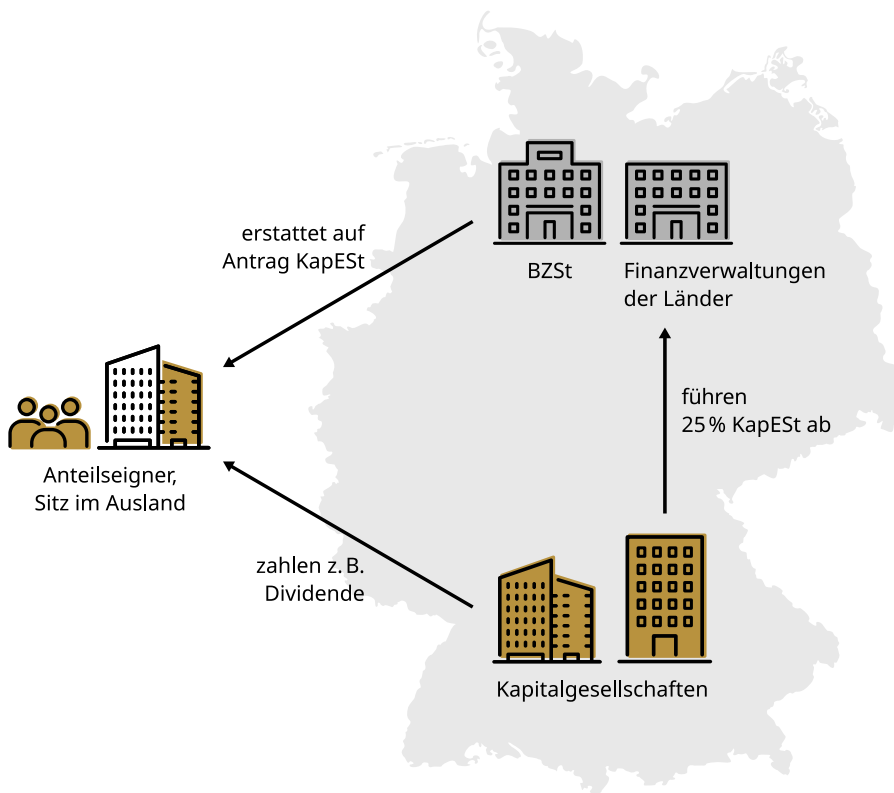 erstattet auf
Antrag KapESt
BZSt
Finanzverwaltungen
der Länder
führen
25 % KapESt ab
Anteilseigner,
Sitz im Ausland
zahlen z. B.
Dividende
Kapitalgesellschaften